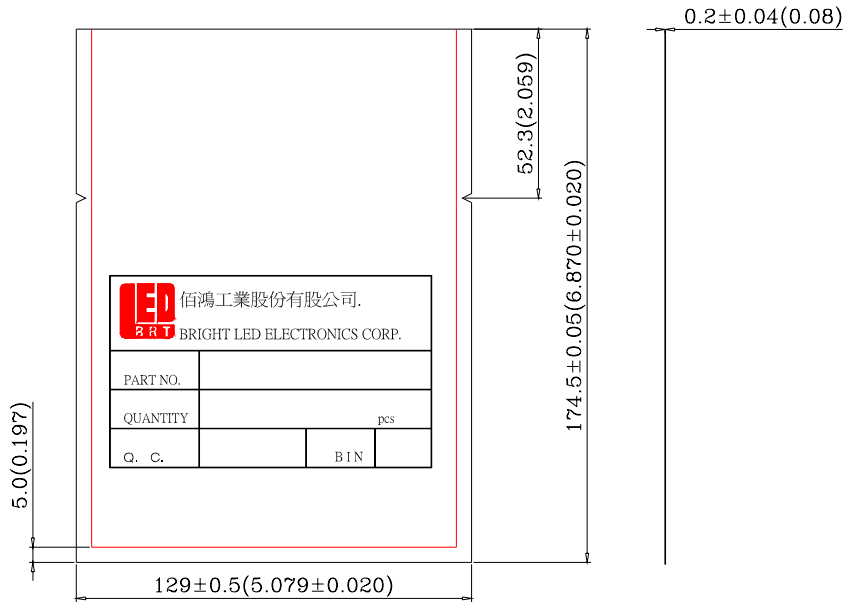 0.2±0.04(0.08)
52.3(2.059)
174.5±0.05(6.870±0.020)
LED
BRT
佰鴻工業股份有股公司.
BRIGHT LED ELECTRONICS CORP.
PART NO.
QUANTITY pcs
Q. C. BIN
5.0(0.197)
129±0.5(5.079±0.020)